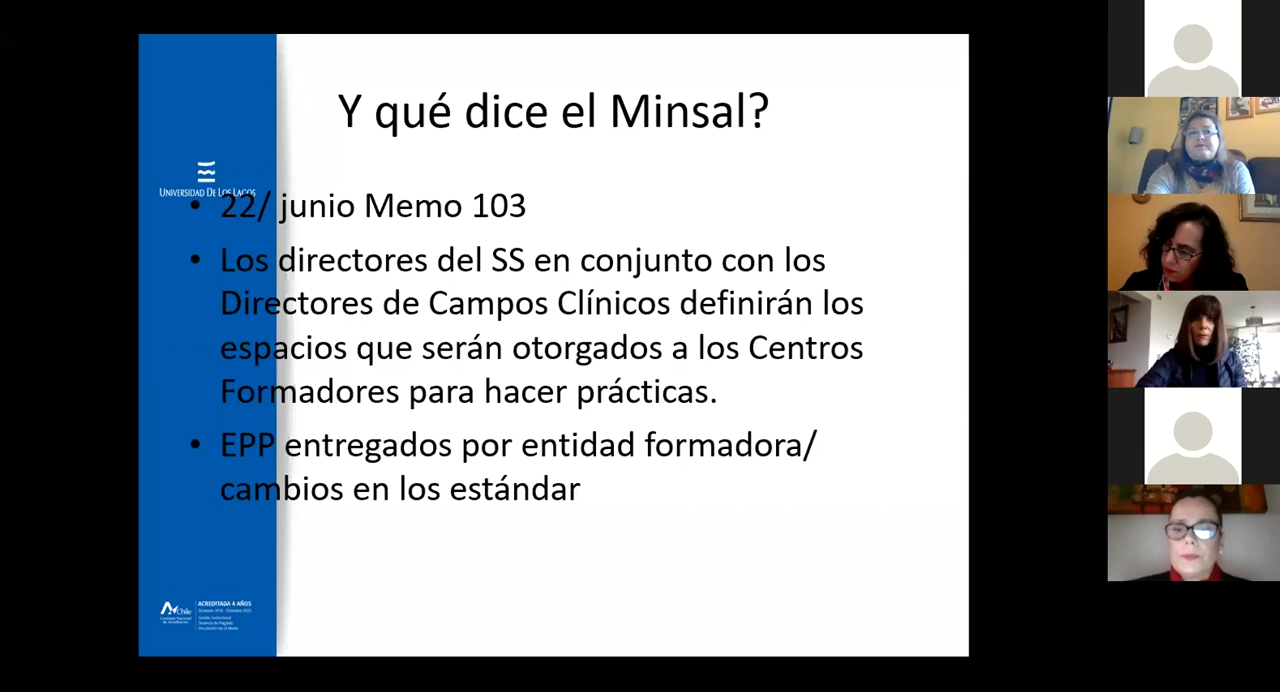 Y qué dice el Minsal?
UNIVERSIDAD DE LOS LAGOS
• 22/ junio Memo 103
• Los directores del SS en conjunto con los
Directores de Campos Clínicos definirán los
espacios que serán otorgados a los Centros
Formadores para hacer prácticas.
• EPP entregados por entidad formadora/
cambios en los estándar
Chile
ACREDITADA 4 AÑOS